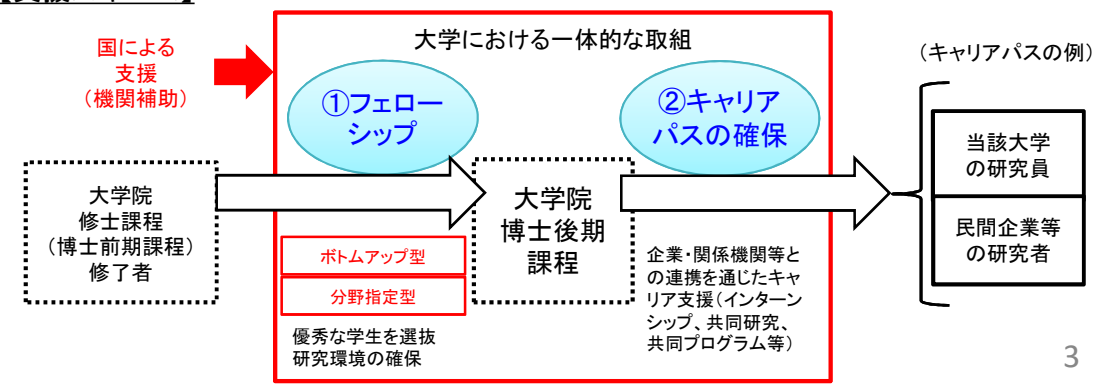 国による
支援
（機関補助）
大学における一体的な取組
（キャリアパスの例）
①フェロー
シップ
②キャリア
パスの確保
大学院
修士課程
（博士前期課程）
修了者
大学院
博士後期
課程
当該大学
の研究員
民間企業等
の研究者
ボトムアップ型
分野指定型
優秀な学生を選抜
研究環境の確保
企業・関係機関等と
の連携を通じたキャ
リア支援（インターン
シップ、共同研究、
共同プログラム等）
3